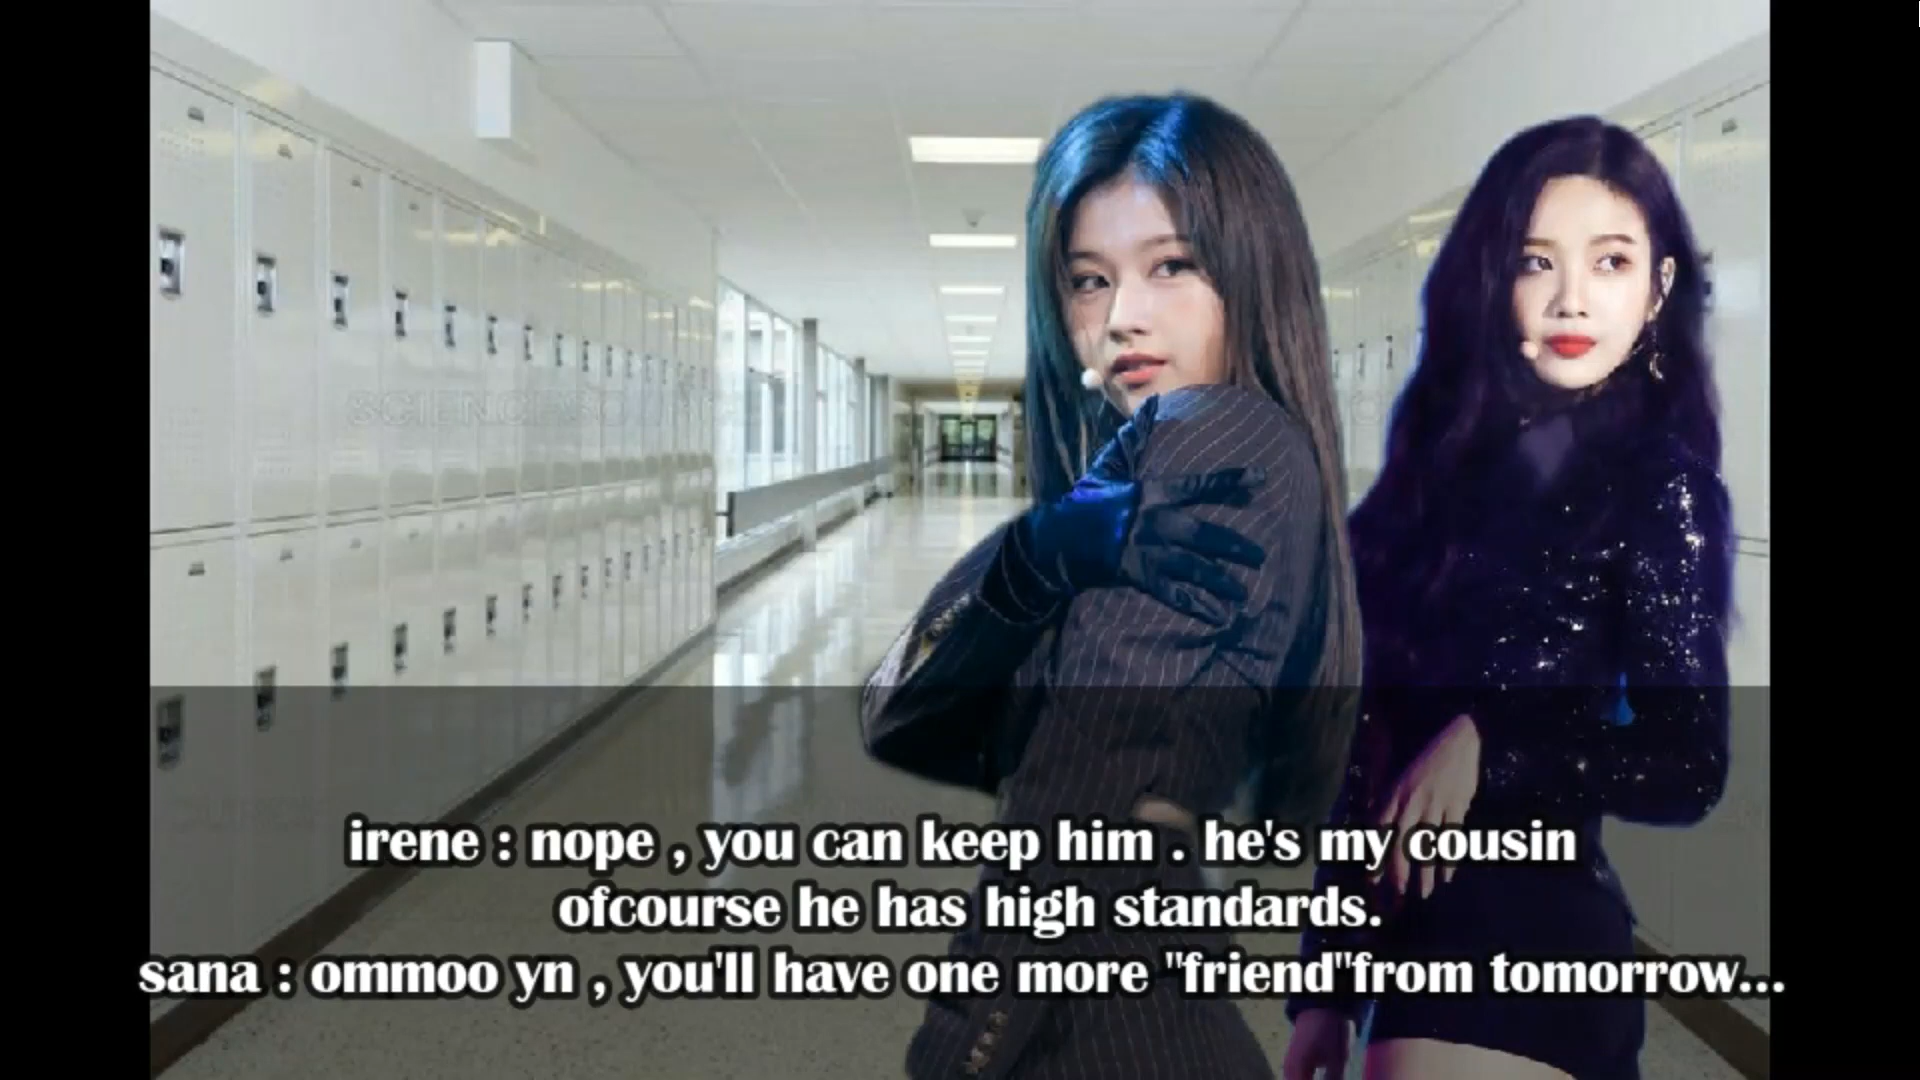 irene : nope , you can keep him . he's my cousin
ofcourse he has high standards.
sana : ommoo yn , you'll have one more "friend"from tomorrow...